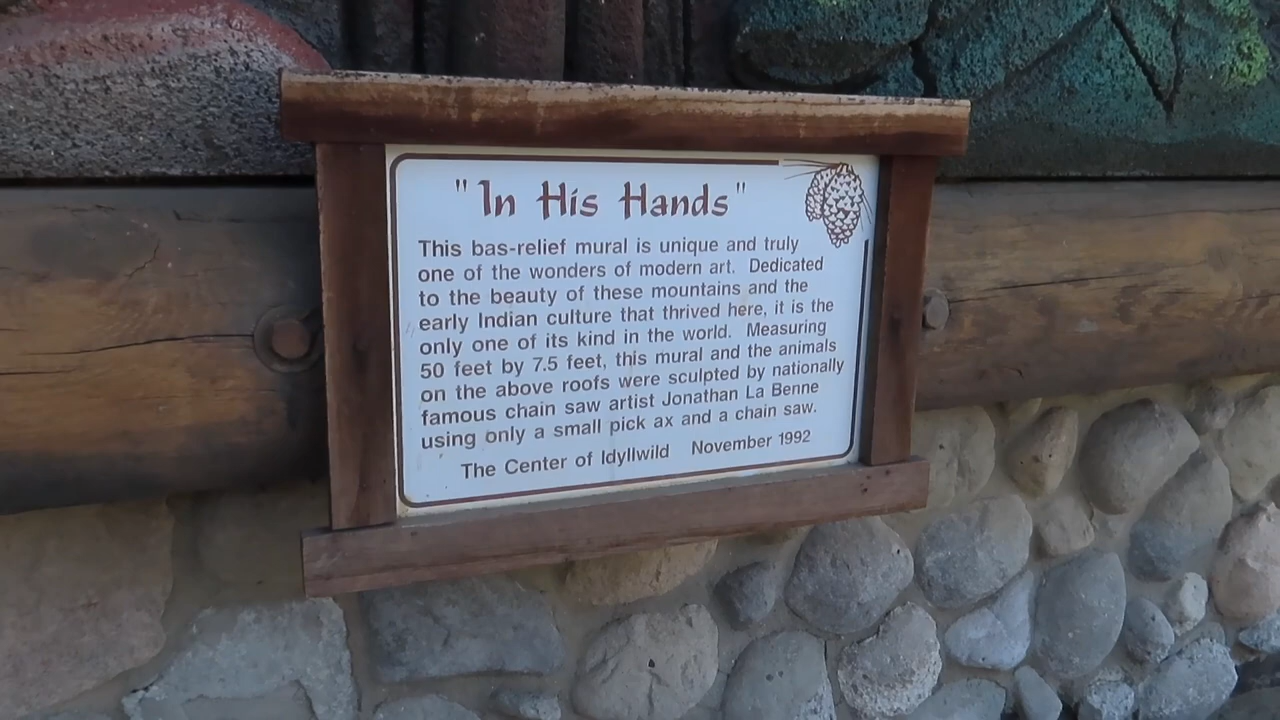 "In His Hands"
This bas-relief mural is unique and truly
one of the wonders of modern art. Dedicated
to the beauty of these mountains and the
early Indian culture that thrived here, it is the
only one of its kind in the world. Measuring
50 feet by 7.5 feet, this mural and the animals
on the above roofs were sculpted by nationally
famous chain saw artist Jonathan La Benne
using only a small pick ax and a chain saw.
The Center of Idyllwild November 1992